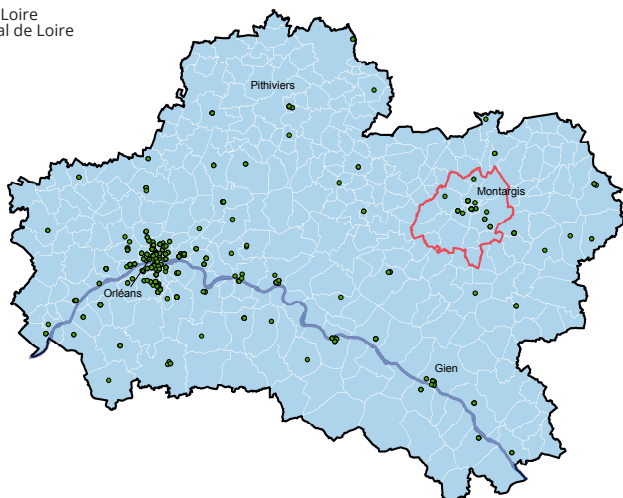 Loire
al de Loire
Pithiviers
Montargis
Orléans
Gien